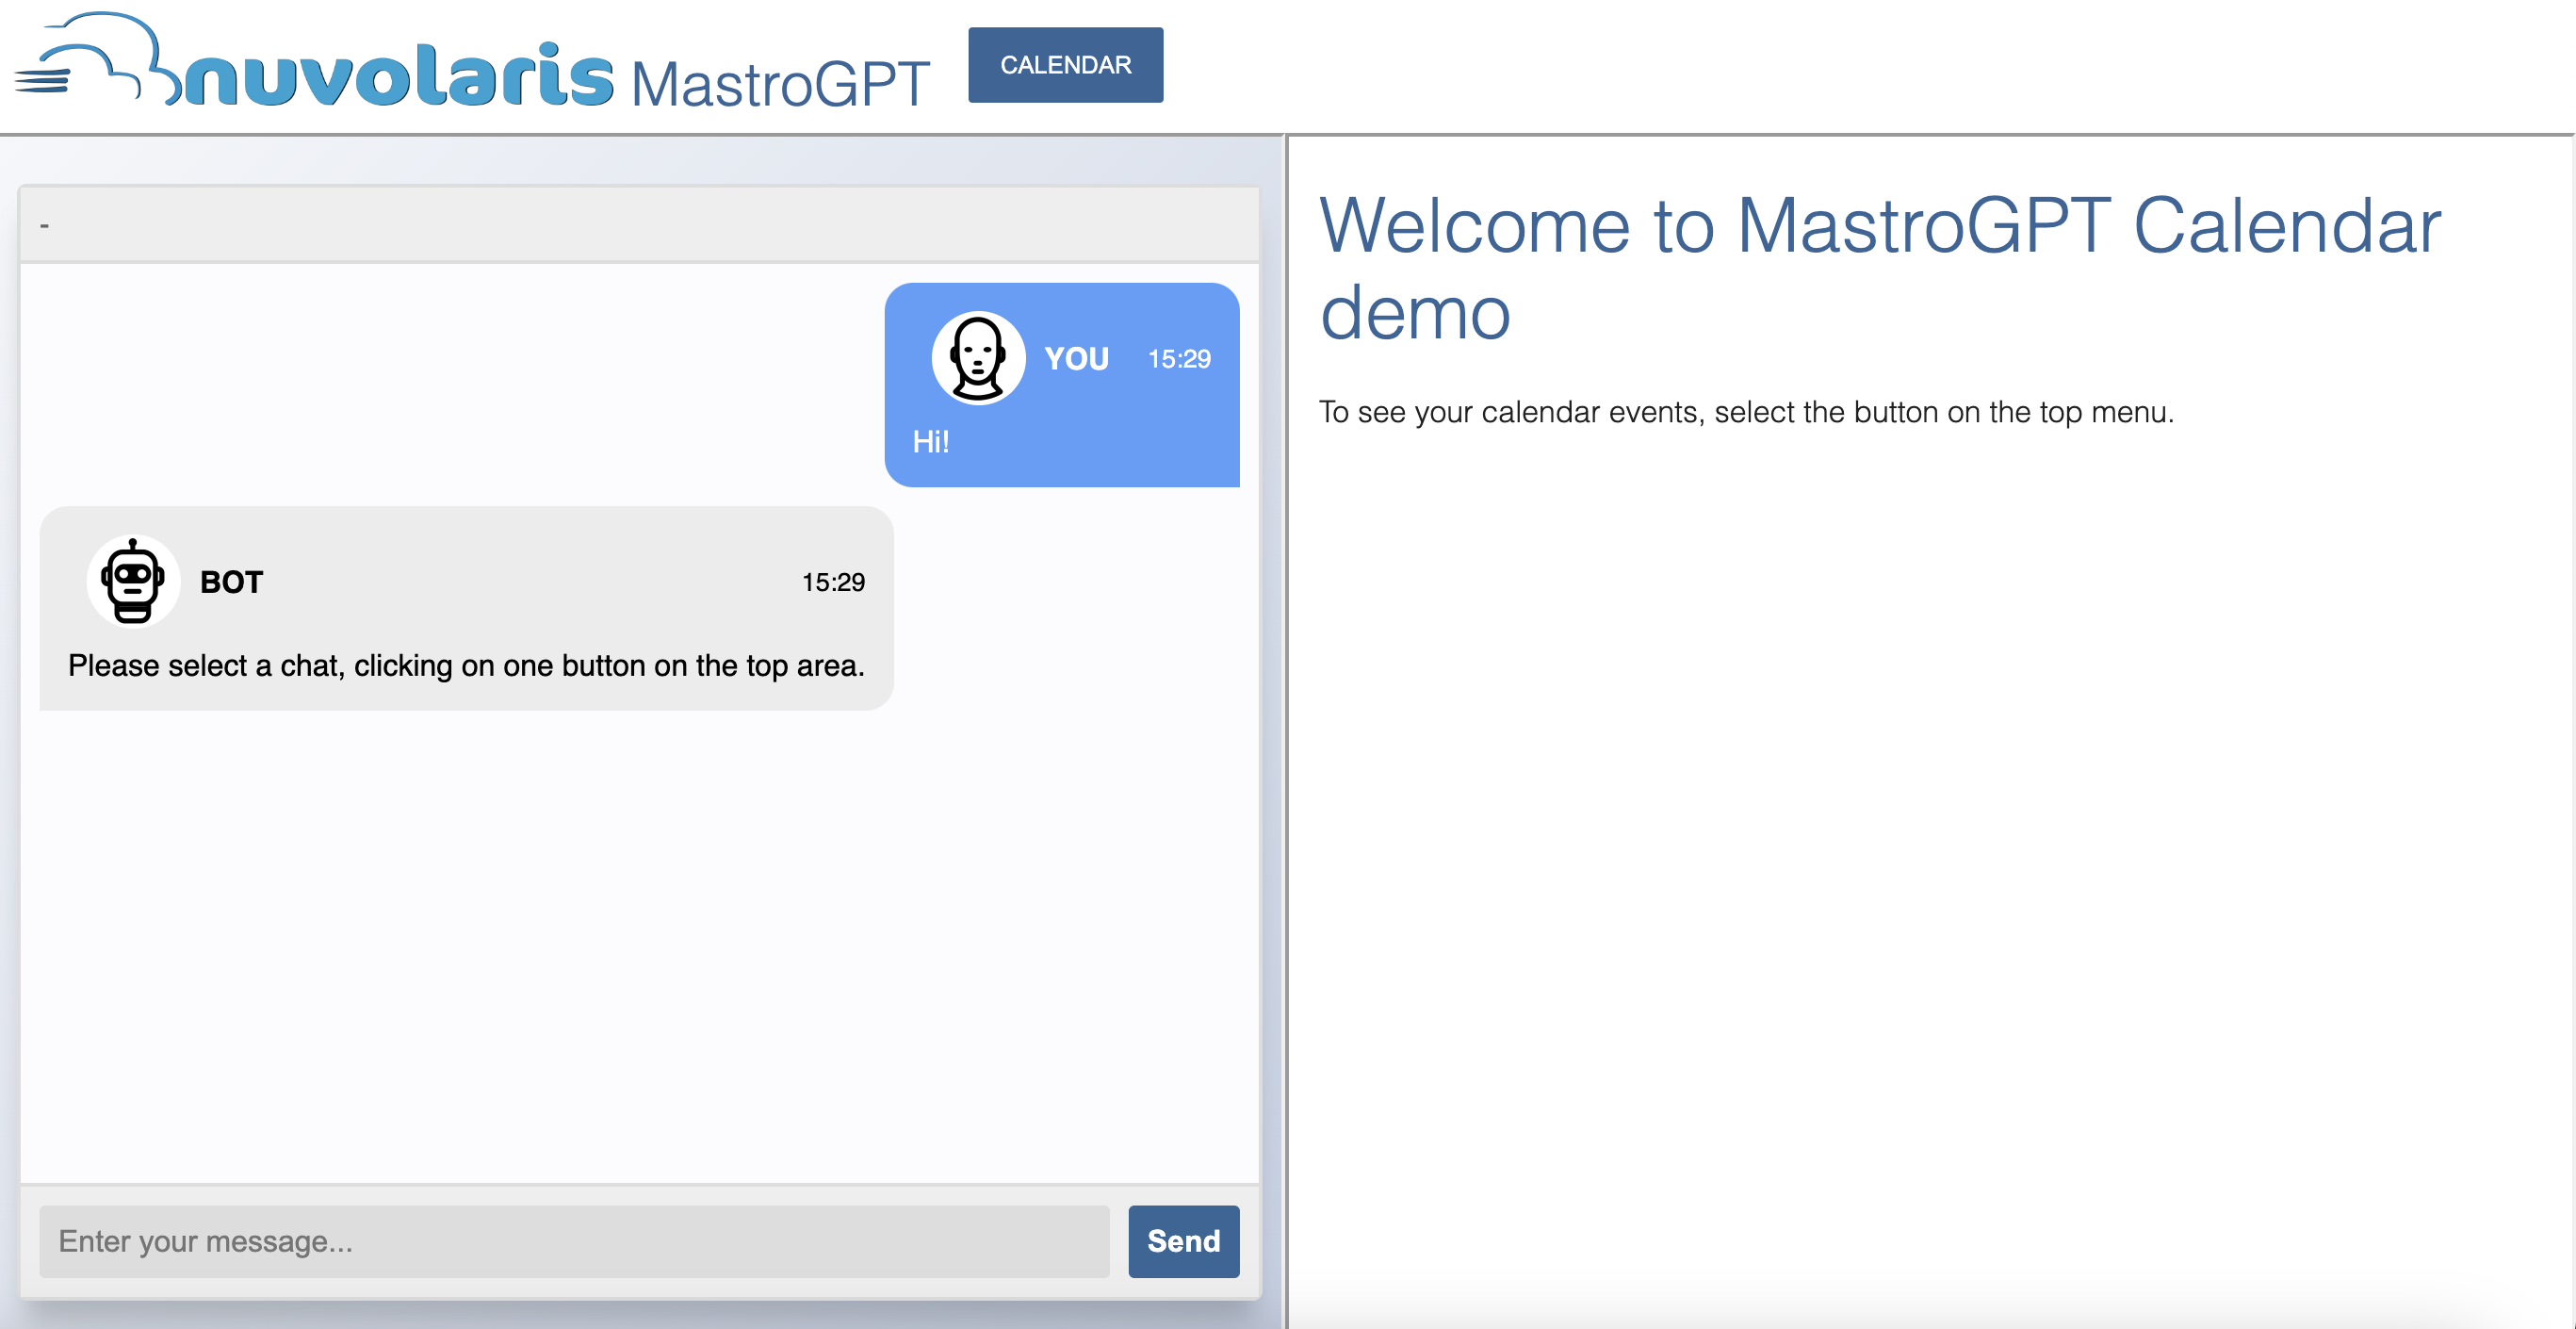 nuvolaris MastroGPT CALENDAR
-
YOU 15:29
Hi!
BOT 15:29
Please select a chat, clicking on one button on the top area.
Enter your message...
Send
Welcome to MastroGPT Calendar
demo
To see your calendar events, select the button on the top menu.